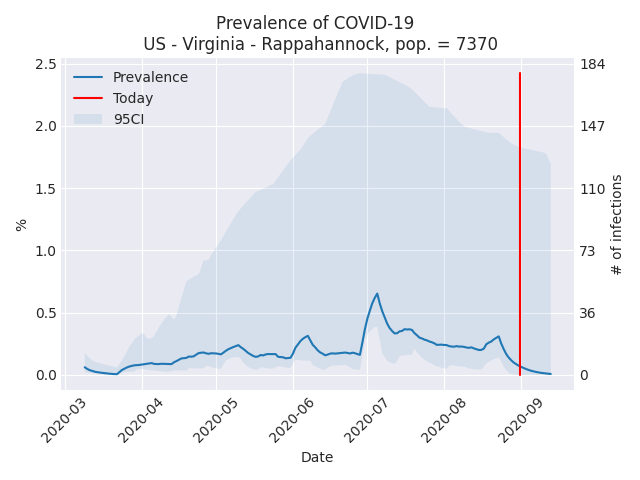 Prevalence of COVID-19
US - Virginia - Rappahannock, pop. = 7370
Prevalence
Today
95CI
2.5
2.0
1.5
1.0
0.5
0.0
%
184
147
110
73
36
0
# of infections
2020-03
2020-04
2020-05
2020-06
2020-07
2020-08
2020-09
Date